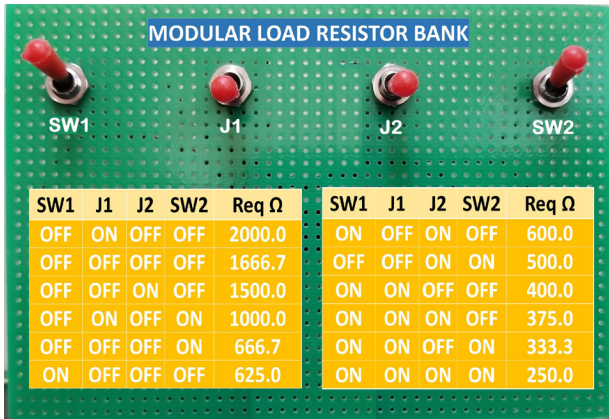 MODULAR LOAD RESISTOR BANK
SW1 J1 J2 SW2
SW1 J1 J2 SW2 Req Ω
OFF ON OFF OFF 2000.0
OFF OFF OFF OFF 1666.7
OFF OFF ON OFF 1500.0
OFF ON OFF ON 1000.0
OFF OFF OFF ON 666.7
ON OFF OFF OFF 625.0
SW1 J1 J2 SW2 Req Ω
ON OFF ON OFF 600.0
OFF OFF ON ON 500.0
ON ON OFF OFF 400.0
ON ON ON OFF 375.0
ON ON OFF ON 333.3
ON ON ON ON 250.0